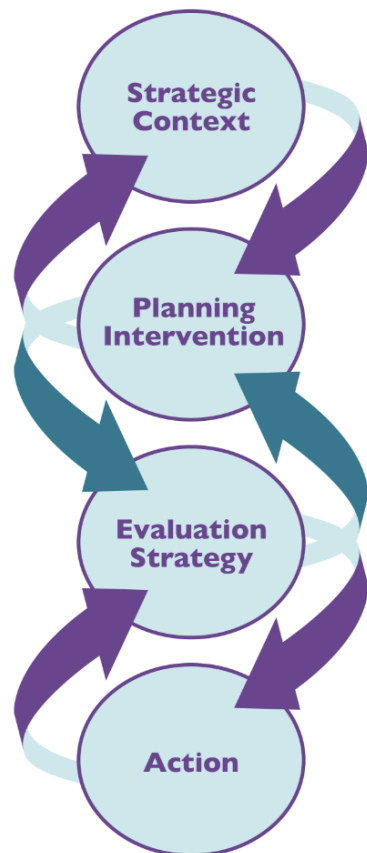 Strategic
Context
Planning
Intervention
Evaluation
Strategy
Action